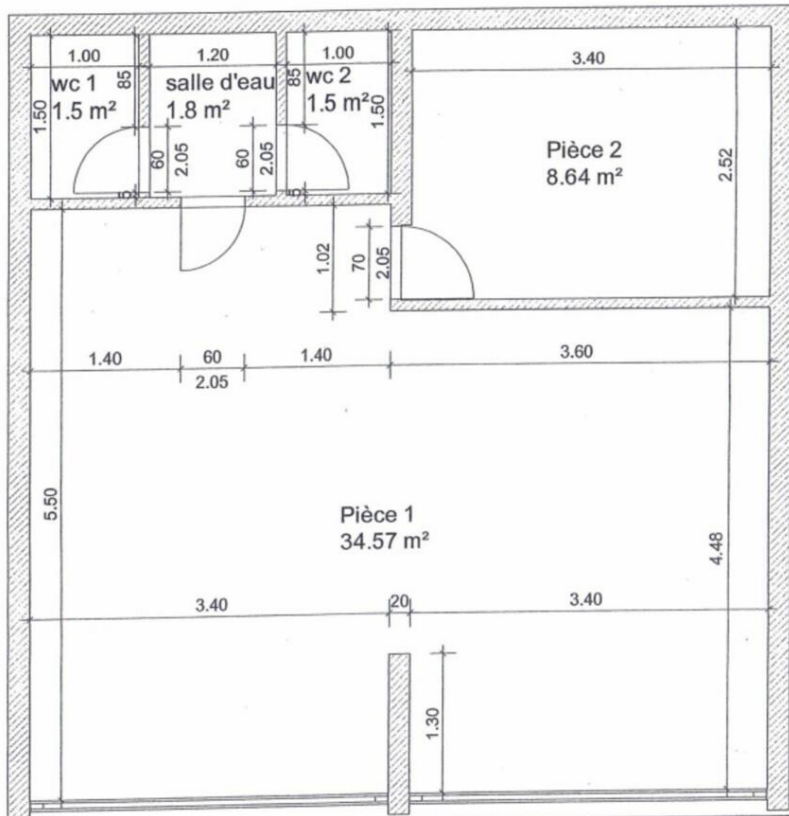 1.00
1.20
1.00
3.40
wc 1
1.5 m²
85
salle d'eau
1.8 m²
85
wc 2
1.5 m²
1.50
1.50
60
2.05
60
2.05
5
5
Pièce 2
8.64 m²
2.52
1.02
70
2.05
1.40
60
2.05
1.40
3.60
5.50
Pièce 1
34.57 m²
4.48
3.40
20
3.40
1.30